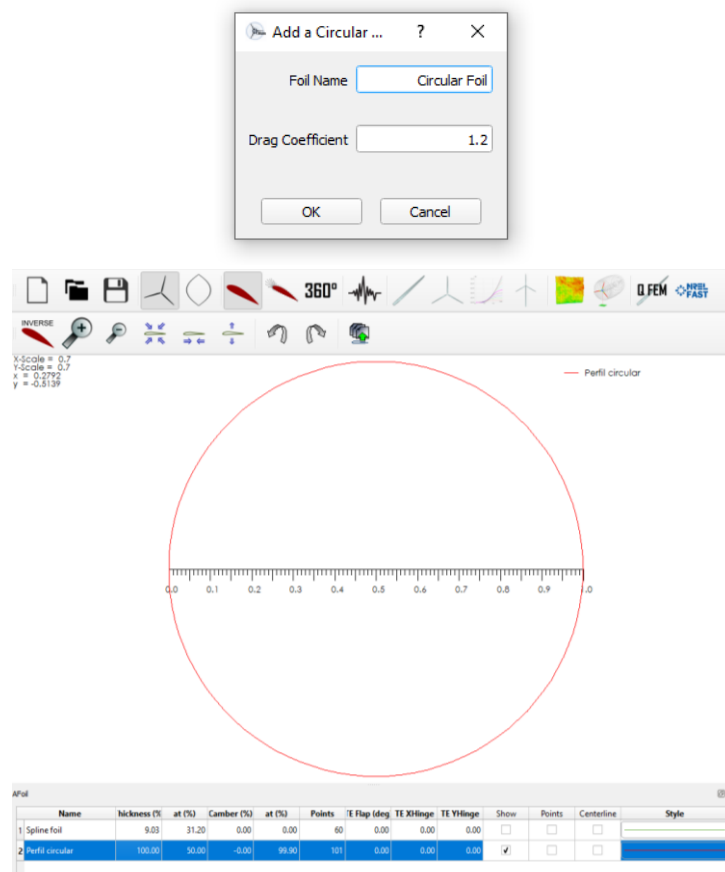 Add a Circular ... ? X
Foil Name Circular Foil
Drag Coefficient 1.2
OK Cancel
360° Q FEM NREL
FAST
INVERSE
X-Scale = 0.7
Y-Scale = 0.7
x = 0.2792
y = -0.5139
Perfil circular
0.0 0.1 0.2 0.3 0.4 0.5 0.6 0.7 0.8 0.9 1.0
AFoil
Name hickness (% at (%) Camber (%) at (%) Points TE Flap (deg TE XHinge TE YHinge Show Points Centerline Style
1 Spline foil 9.03 31.20 0.00 0.00 60 0.00 0.00 0.00
2 Perfil circular 100.00 50.00 -0.00 99.90 101 0.00 0.00 0.00